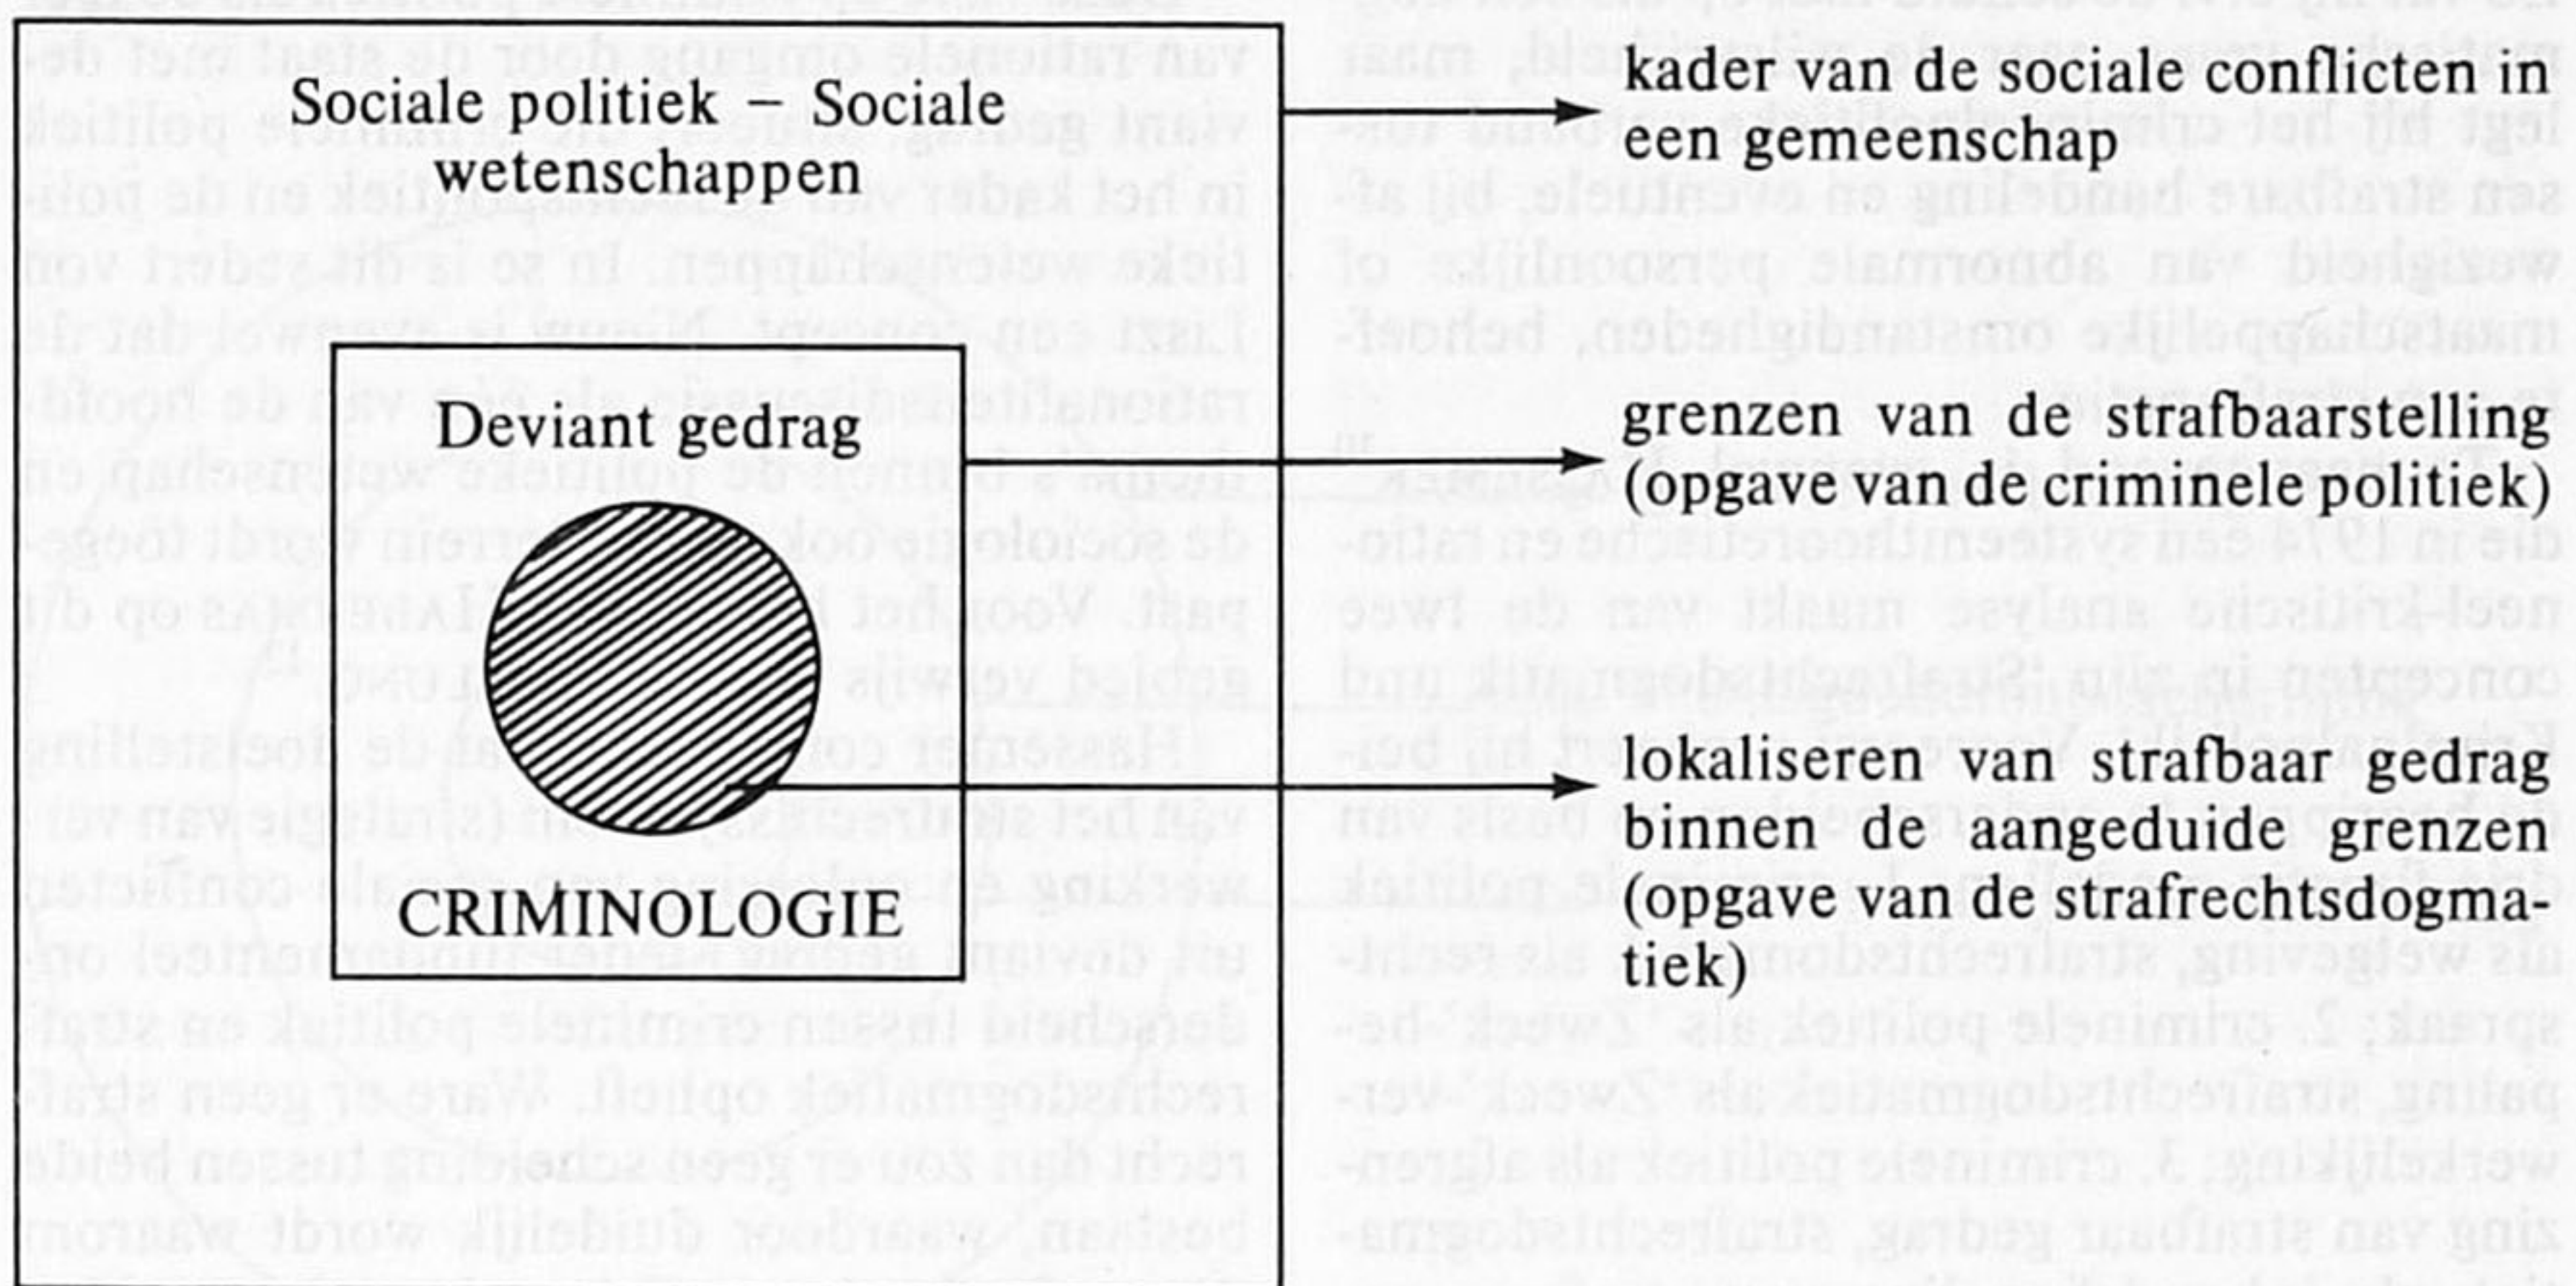 Sociale politiek – Sociale
wetenschappen
Deviant gedrag
CRIMINOLOGIE
kader van de sociale conflicten in
een gemeenschap
grenzen van de strafbaarstelling
(opgave van de criminele politiek)
lokaliseren van strafbaar gedrag
binnen de aangeduide grenzen
(opgave van de strafrechtsdogma-
tiek)